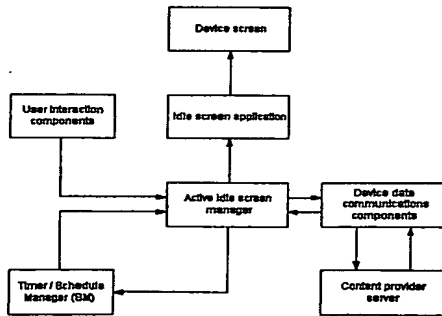 Device screen
User interaction
components
Idle screen application
Active idle screen
manager
Device data
communications
components
Timer / Schedule
Manager (SM)
Content provider
server